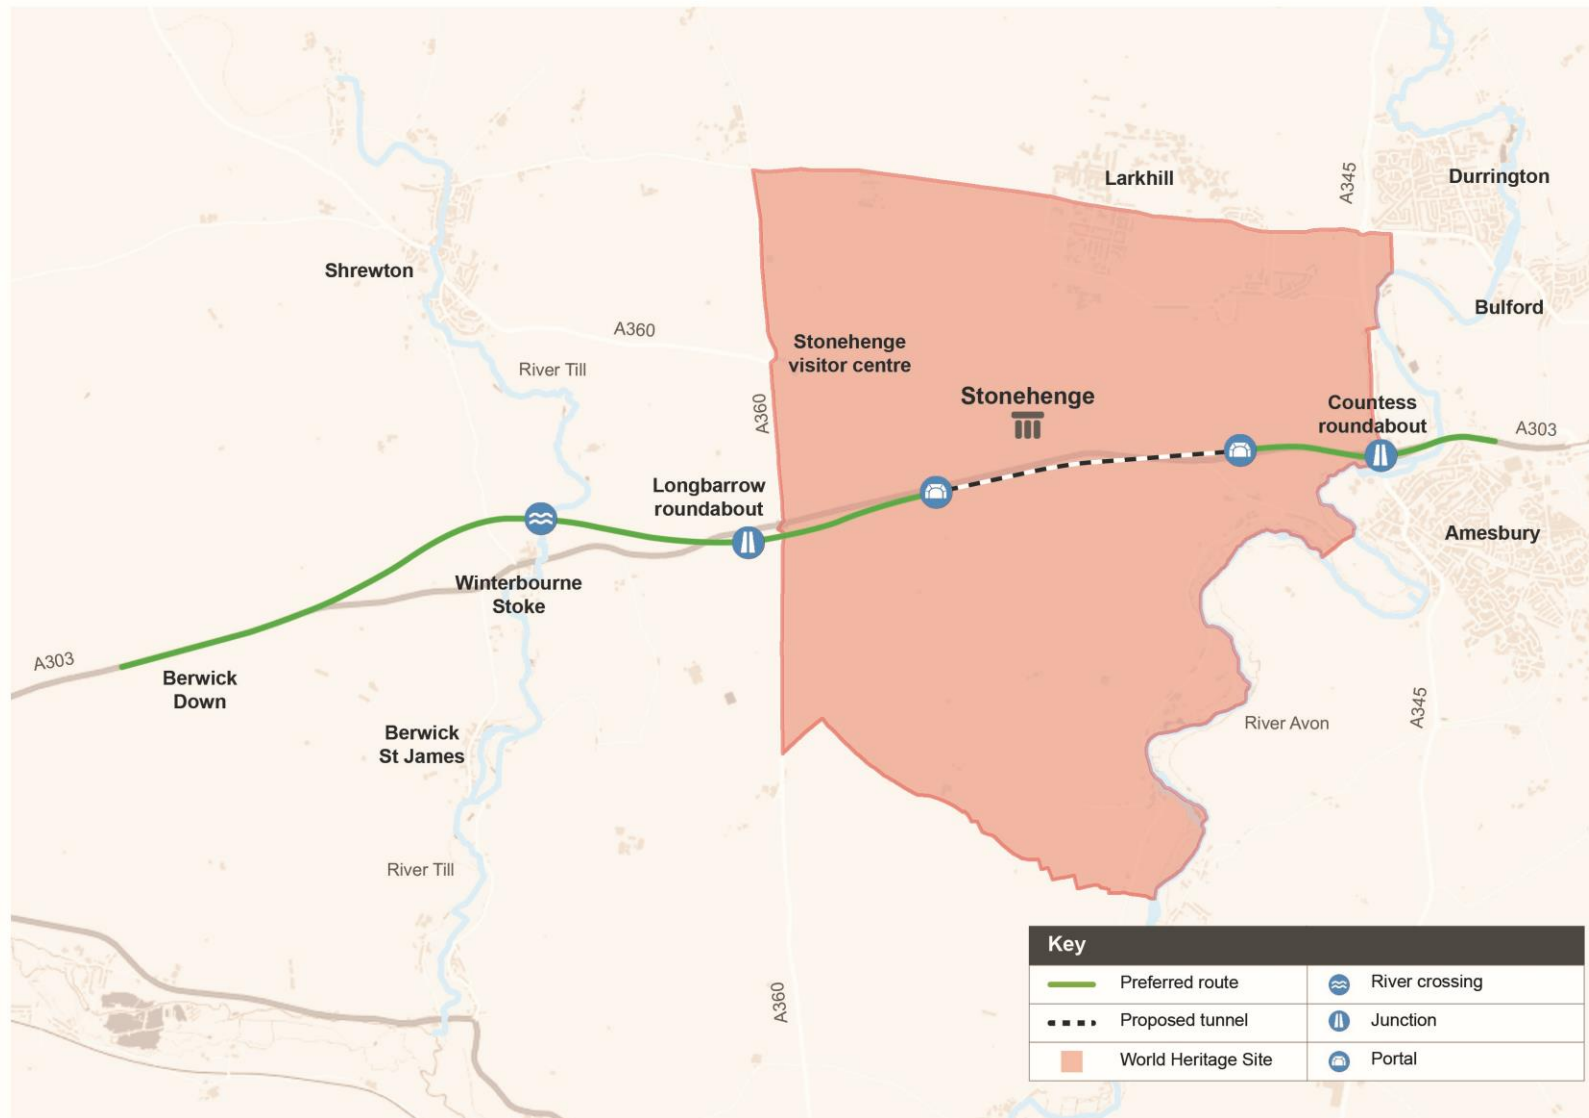 Larkhill
A345
Durrington
Shrewton
Bulford
A360
Stonehenge
visitor centre
River Till
Stonehenge
A360
Countess
roundabout
A303
Longbarrow
roundabout
Amesbury
Winterbourne
Stoke
A303
Berwick
Down
A345
River Avon
Berwick
St James
River Till
A360
Key
Preferred route
River crossing
Proposed tunnel
Junction
World Heritage Site
Portal